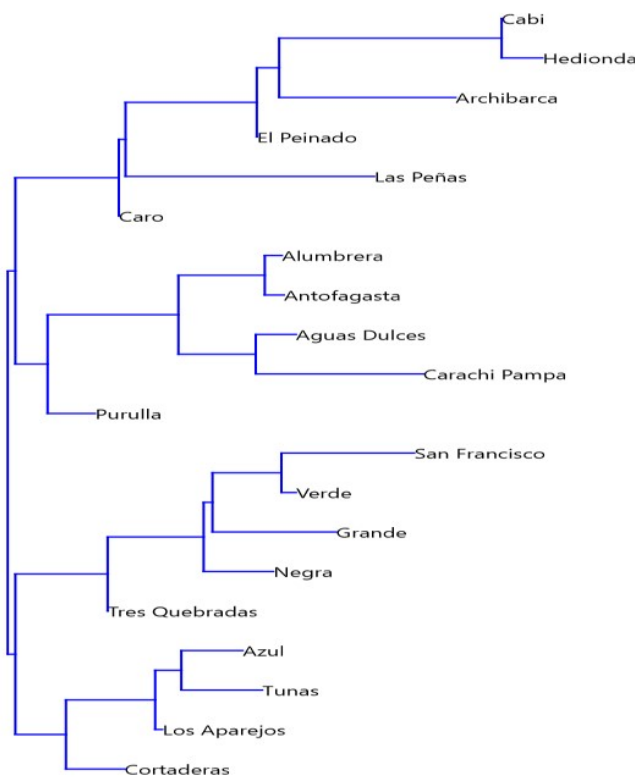 Cabi
Hedionda
Archibarca
El Peinado
Las Peñas
Caro
Alumbrera
Antofagasta
Aguas Dulces
Carachi Pampa
Purulla
San Francisco
Verde
Grande
Negra
Tres Quebradas
Azul
Tunas
Los Aparejos
Cortaderas